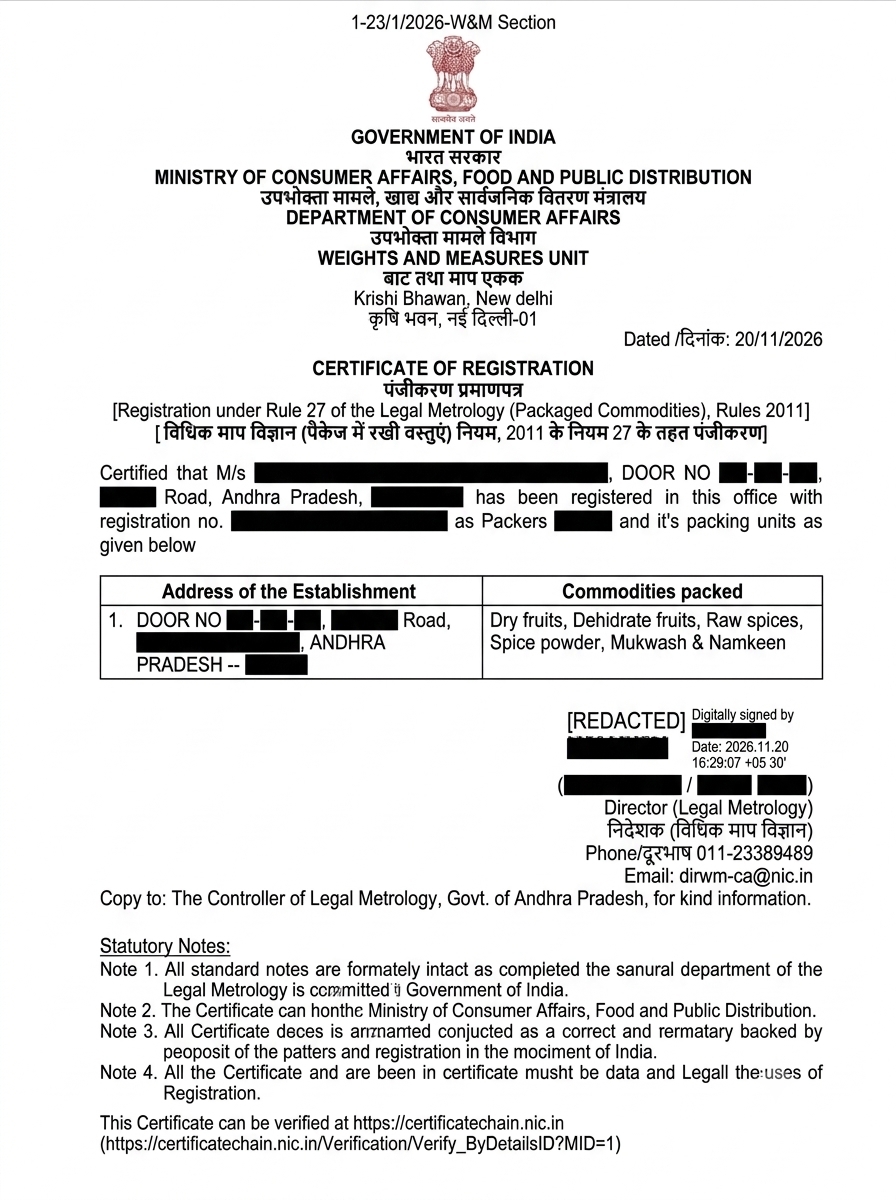 1-23/1/2026-W&M Section
सत्यमेव जयते
GOVERNMENT OF INDIA
भारत सरकार
MINISTRY OF CONSUMER AFFAIRS, FOOD AND PUBLIC DISTRIBUTION
उपभोक्ता मामले, खाद्य और सार्वजनिक वितरण मंत्रालय
DEPARTMENT OF CONSUMER AFFAIRS
उपभोक्ता मामले विभाग
WEIGHTS AND MEASURES UNIT
बाट तथा माप एकक
Krishi Bhawan, New delhi
कृषि भवन, नई दिल्ली-01
Dated /दिनांक: 20/11/2026
CERTIFICATE OF REGISTRATION
पंजीकरण प्रमाणपत्र
[Registration under Rule 27 of the Legal Metrology (Packaged Commodities), Rules 2011]
[ विधिक माप विज्ञान (पैकेज में रखी वस्तुएं) नियम, 2011 के नियम 27 के तहत पंजीकरण]
Certified that M/s , DOOR NO - - ,
Road, Andhra Pradesh, has been registered in this office with
registration no. as Packers and it's packing units as
given below
Address of the Establishment
Commodities packed
1. DOOR NO - - , Road,
, ANDHRA
PRADESH --
Dry fruits, Dehidrate fruits, Raw spices,
Spice powder, Mukwash & Namkeen
[REDACTED]
Digitally signed by
Date: 2026.11.20
16:29:07 +05 30'
( / )
Director (Legal Metrology)
निदेशक (विधिक माप विज्ञान)
Phone/दूरभाष 011-23389489
Email: dirwm-ca@nic.in
Copy to: The Controller of Legal Metrology, Govt. of Andhra Pradesh, for kind information.
Statutory Notes:
Note 1. All standard notes are formately intact as completed the sanural department of the
Legal Metrology is Government of India.
Note 2. The Certificate can honthe Ministry of Consumer Affairs, Food and Public Distribution.
Note 3. All Certificate deces is conjucted as a correct and rermatary baoked by
peoposit of the patters and registration in the mociment of India.
Note 4. All the Certificate and are been in certificate musht be data and Legall the uses of
Registration.
This Certificate can be verified at https://certificatechain.nic.in
(https://certificatechain.nic.in/Verification/Verify_ByDetailsID?MID=1)